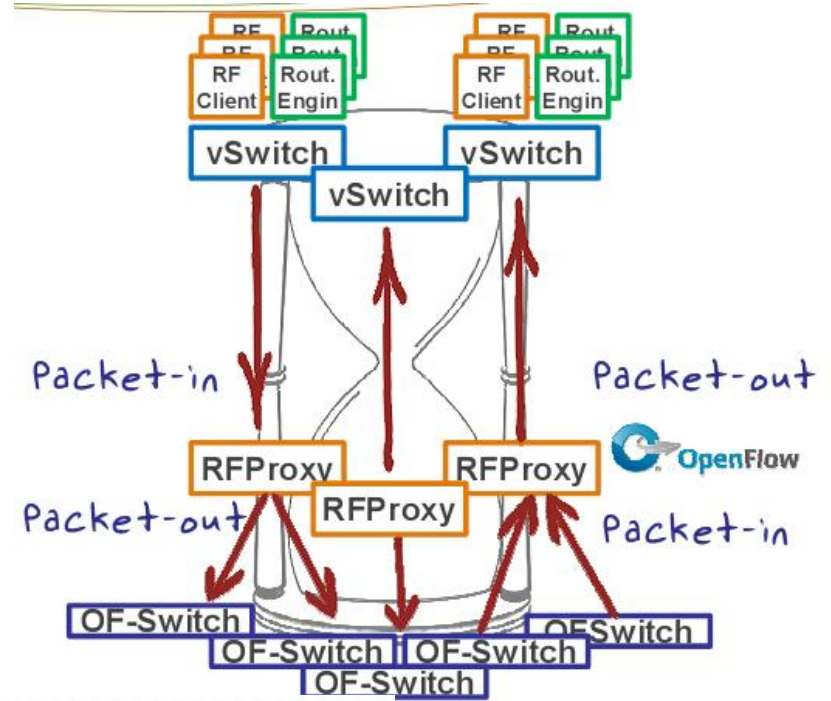 RF
Rout
RF
Rout
RF
Rout.
RF
Rout
RF
Client
Rout.
Engin
RF
Client
Rout.
Engin
vSwitch
vSwitch
vSwitch
Packet-in
Packet-out
RFProxy
RFProxy
OpenFlow
RFProxy
Packet-out
Packet-in
OF-Switch
OFSwitch
OF-Switch
OF-Switch
OF-Switch